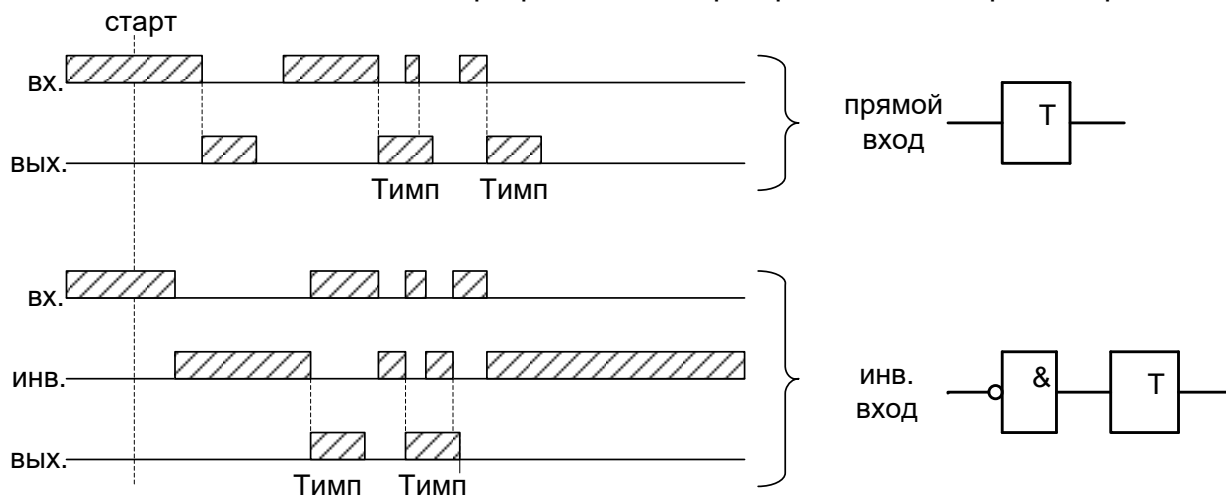 старт
вх.
вых.
Тимп Тимп
прямой
вход
T
вх.
инв.
вых.
Тимп Тимп
инв.
вход
&
T